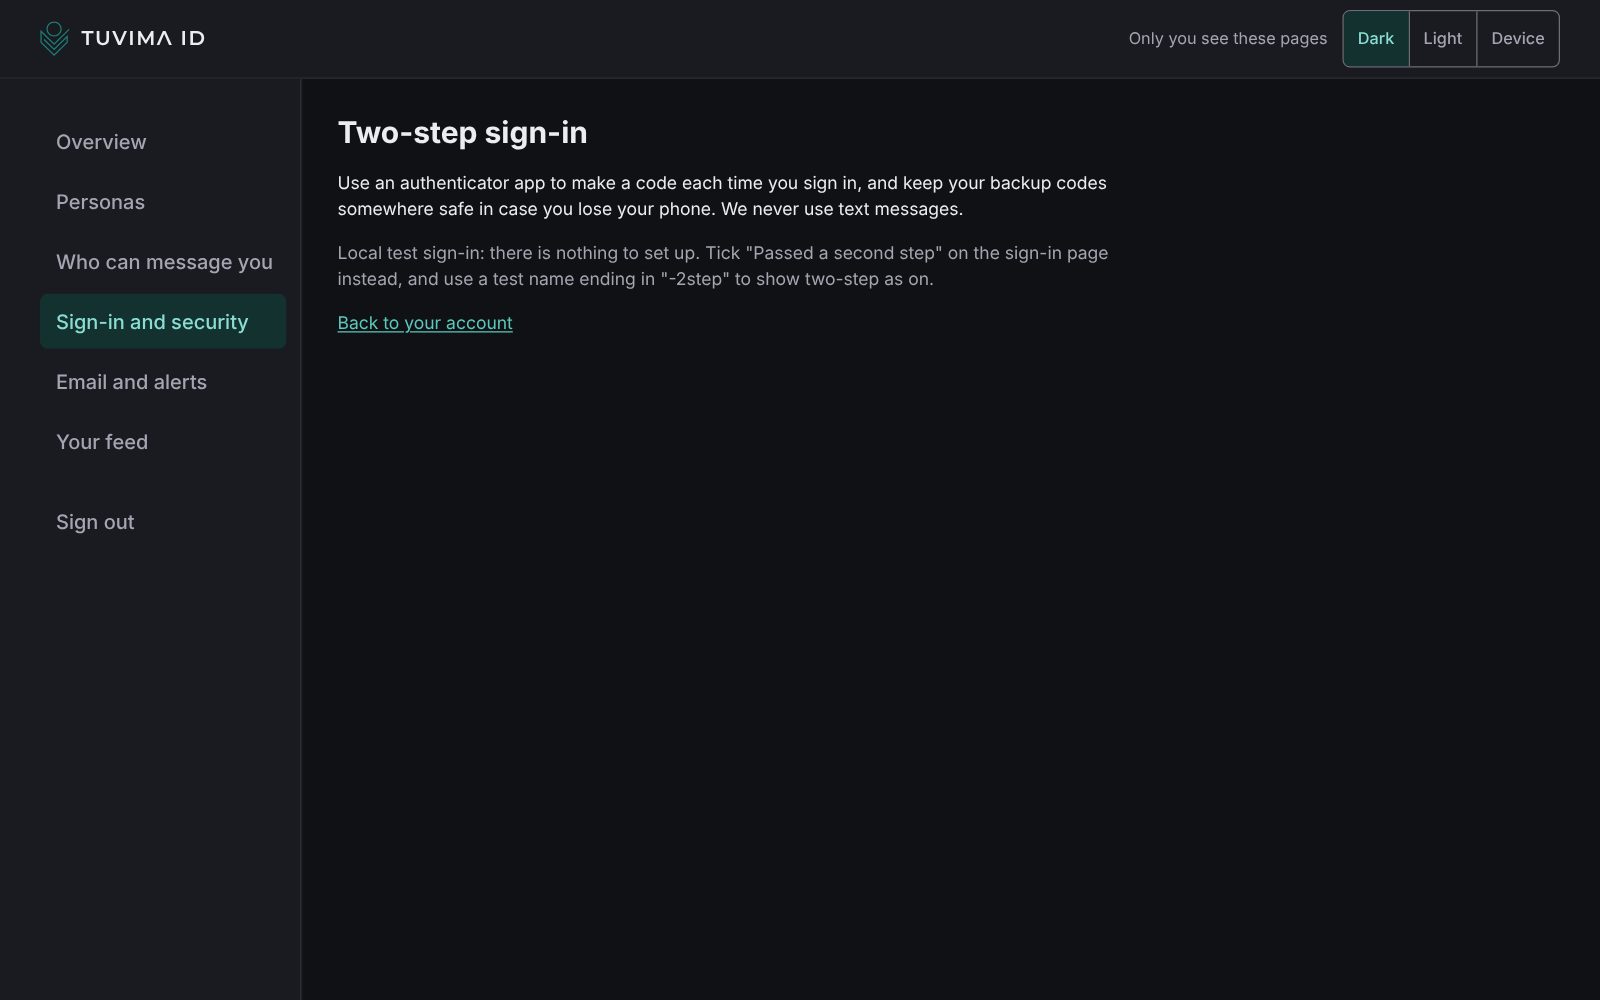 TUVIMA ID
Only you see these pages
Dark
Light
Device
Overview
Personas
Who can message you
Sign-in and security
Email and alerts
Your feed
Sign out
Two-step sign-in
Use an authenticator app to make a code each time you sign in, and keep your backup codes
somewhere safe in case you lose your phone. We never use text messages.
Local test sign-in: there is nothing to set up. Tick "Passed a second step" on the sign-in page
instead, and use a test name ending in "-2step" to show two-step as on.
Back to your account